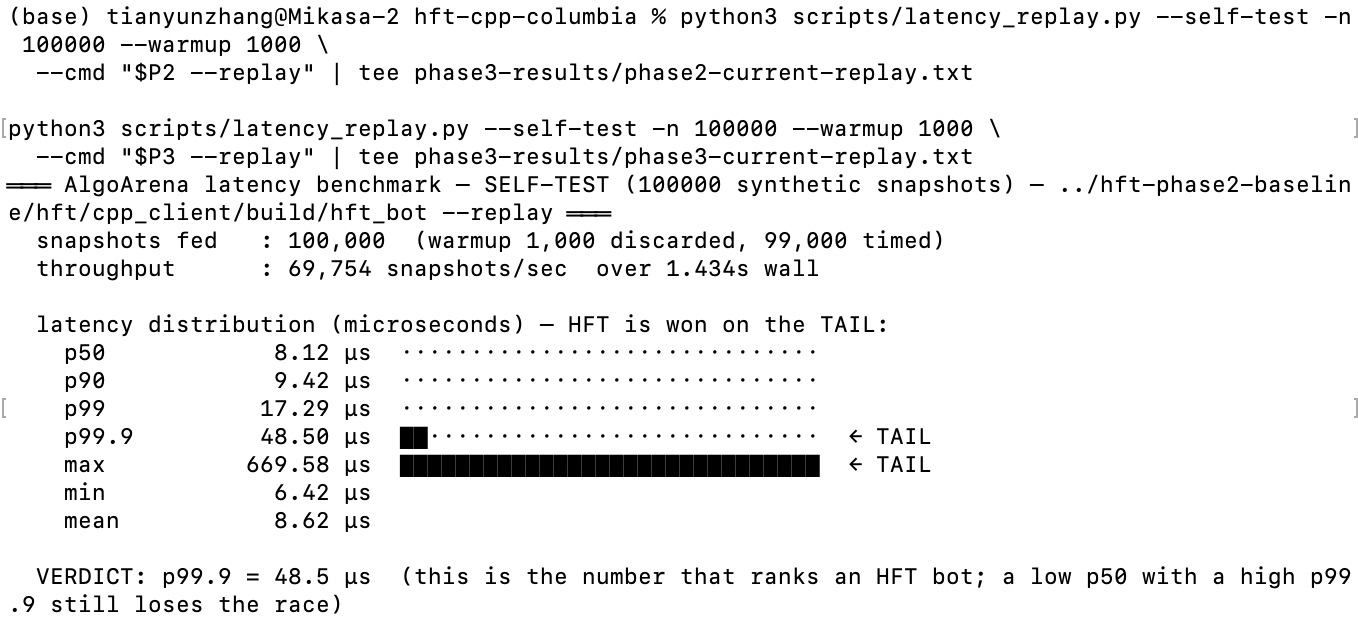 (base) tianyunzhang@Mikasa-2 hft-cpp-columbia % python3 scripts/latency_replay.py --self-test -n
 100000 --warmup 1000 \
  --cmd "$P2 --replay" | tee phase3-results/phase2-current-replay.txt
[python3 scripts/latency_replay.py --self-test -n 100000 --warmup 1000 \ ]
  --cmd "$P3 --replay" | tee phase3-results/phase3-current-replay.txt
═══ AlgoArena latency benchmark — SELF-TEST (100000 synthetic snapshots) — ../hft-phase2-baselin
e/hft/cpp_client/build/hft_bot --replay ═══
  snapshots fed   : 100,000  (warmup 1,000 discarded, 99,000 timed)
  throughput      : 69,754 snapshots/sec  over 1.434s wall
  latency distribution (microseconds) — HFT is won on the TAIL:
    p50            8.12 µs  ······························
    p90            9.42 µs  ······························
[    p99           17.29 µs  ······························ ]
    p99.9         48.50 µs  ██····························  ← TAIL
    max          669.58 µs  ██████████████████████████████  ← TAIL
    min            6.42 µs
    mean           8.62 µs
  VERDICT: p99.9 = 48.5 µs  (this is the number that ranks an HFT bot; a low p50 with a high p99
.9 still loses the race)